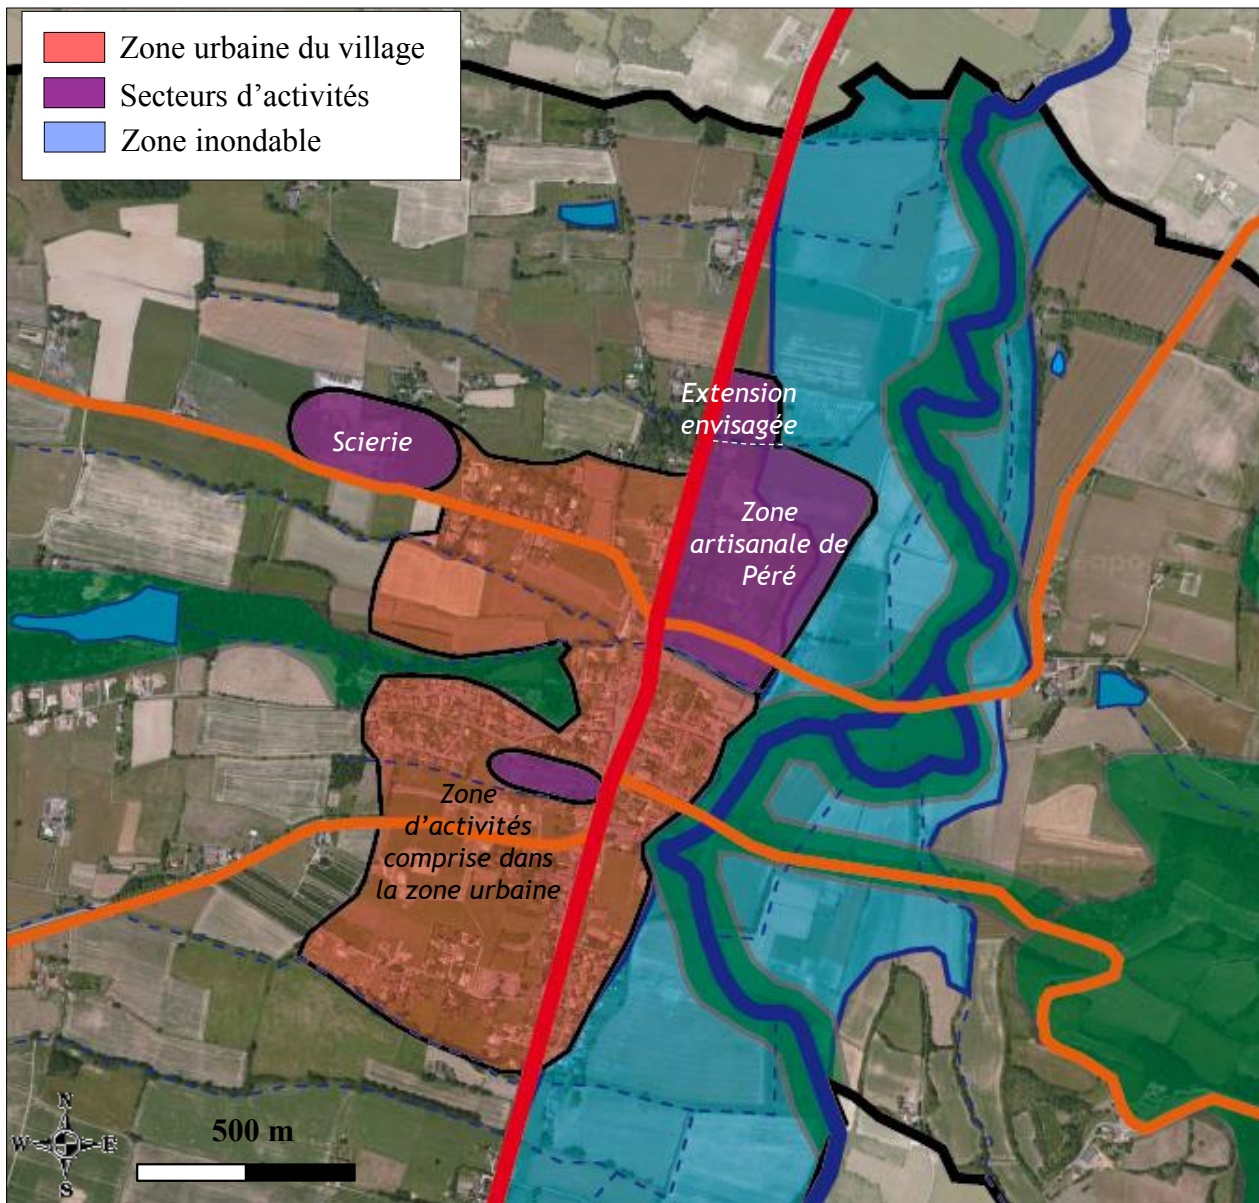 Zone urbaine du village
Secteurs d’activités
Zone inondable
Extension
envisagée
Scierie
Zone
artisanale de
Péré
Zone
d’activités
comprise dans
la zone urbaine
N
W E
S
500 m